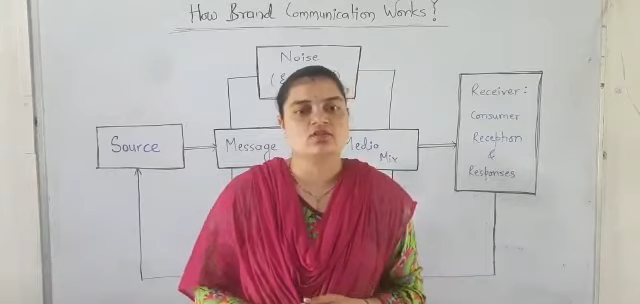 How Brand Communication Works?
Noise
Receiver:
Consumer
Reception
&
Responses
Source
Message
Media
Mix